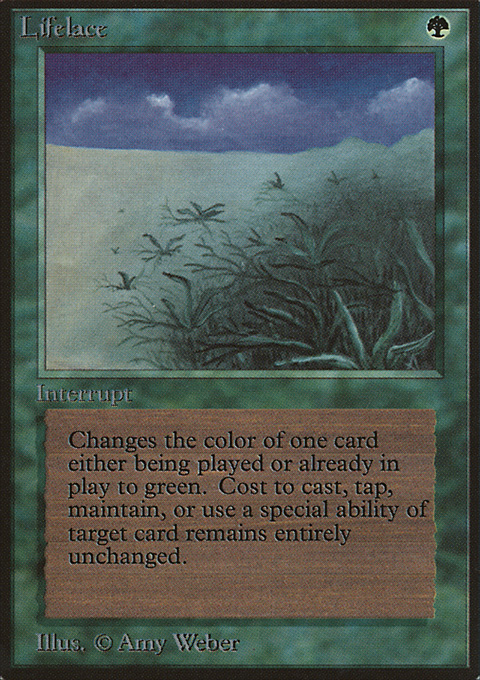 Lifelace
Interrupt
Changes the color of one card
either being played or already in
play to green. Cost to cast, tap,
maintain, or use a special ability of
target card remains entirely
unchanged.
Illus. © Amy Weber